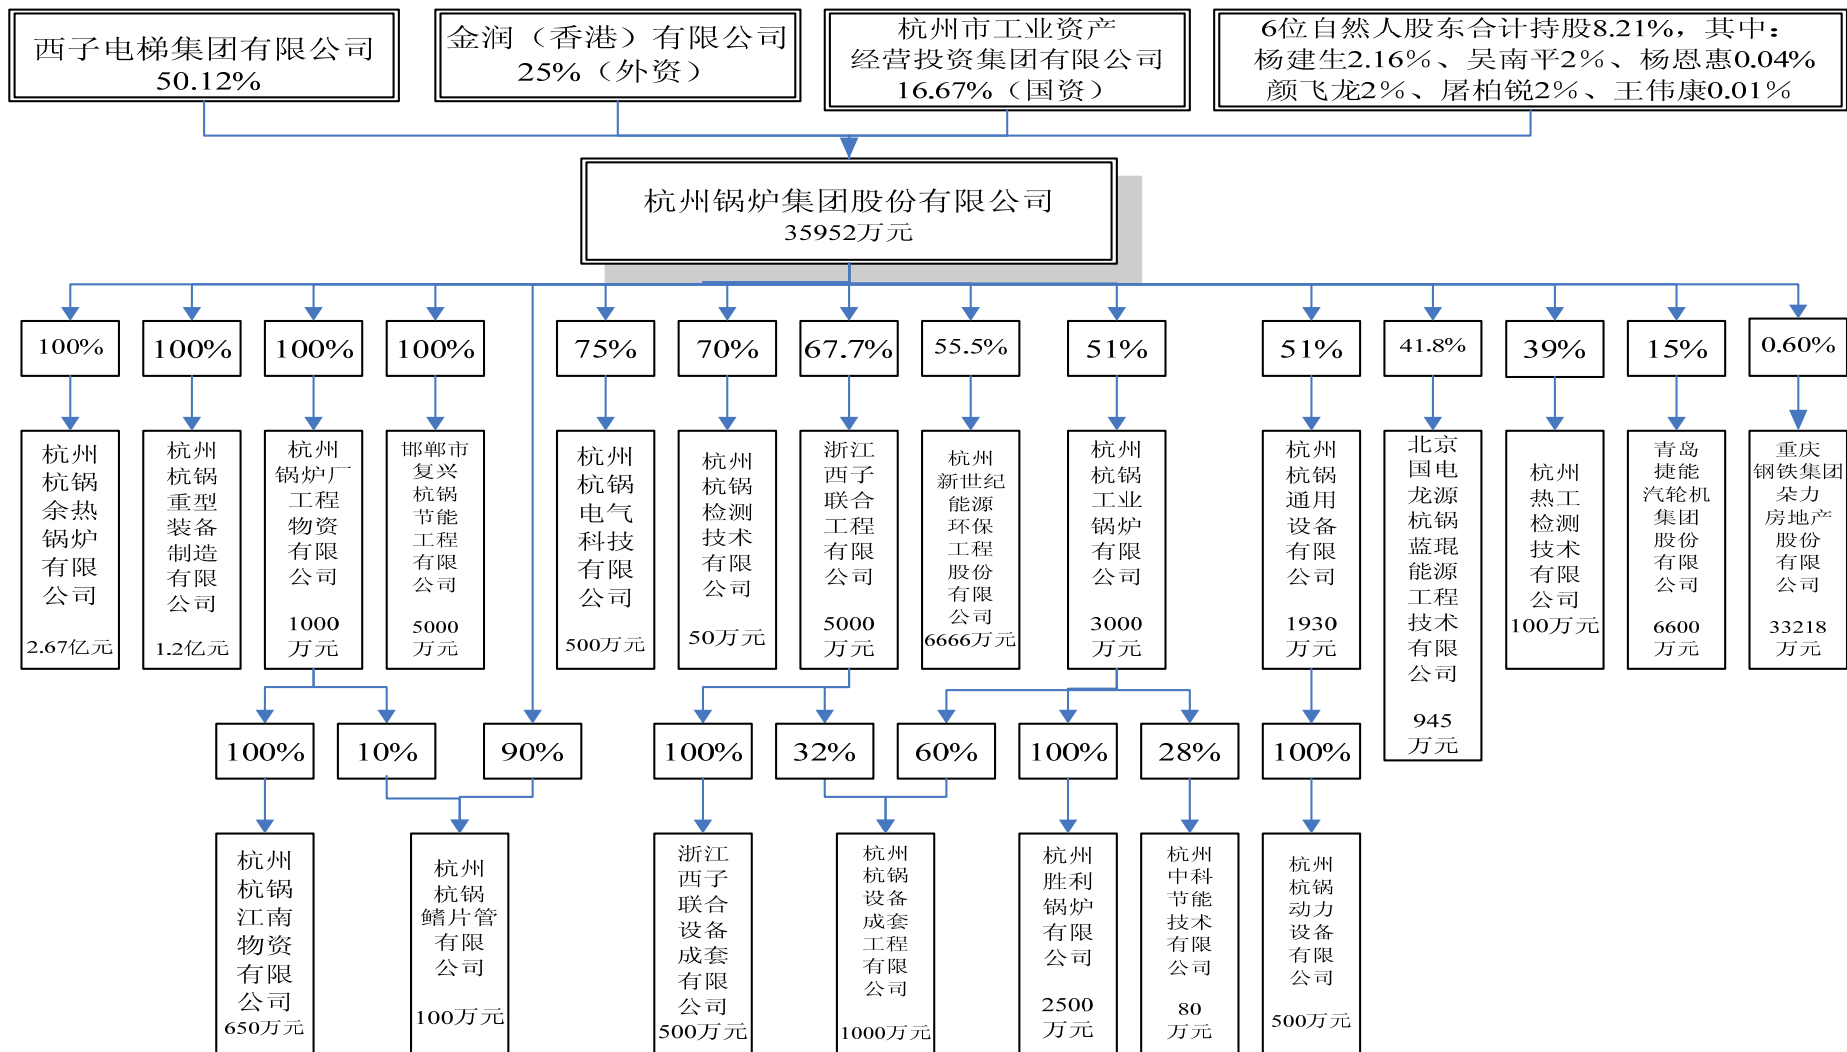 西子电梯集团有限公司
50.12%
金润（香港）有限公司
25%（外资）
杭州市工业资产
经营投资集团有限公司
16.67%（国资）
6位自然人股东合计持股8.21%，其中：
杨建生2.16%、吴南平2%、杨恩惠0.04%
颜飞龙2%、屠柏锐2%、王伟康0.01%
杭州锅炉集团股份有限公司
35952万元
100%
100%
100%
100%
75%
70%
67.7%
55.5%
51%
51%
41.8%
39%
15%
0.60%
杭州
杭锅
余热
锅炉
有限
公司
2.67亿元
杭州
杭锅
重型
装备
制造
有限
公司
1.2亿元
杭州
锅炉厂
工程
物资
有限
公司
1000
万元
邯郸市
复兴
杭锅
节能
工程
有限
公司
5000
万元
杭州
杭锅
电气
科技
有限
公司
500万元
杭州
杭锅
检测
技术
有限
公司
50万元
浙江
西子
联合
工程
有限
公司
5000
万元
杭州
新世纪
能源
环保
工程
股份
有限
公司
6666万元
杭州
杭锅
工业
锅炉
有限
公司
3000
万元
杭州
杭锅
通用
设备
有限
公司
1930
万元
北京
国电
龙源
杭锅
蓝琨
能源
工程
技术
有限
公司
945
万元
杭州
热工
检测
技术
有限
公司
100万元
青岛
捷能
汽轮机
集团
股份
有限
公司
6600
万元
重庆
钢铁集团
朵力
房地产
股份
有限
公司
33218
万元
100%
10%
90%
100%
32%
60%
100%
28%
100%
杭州
杭锅
江南
物资
有限
公司
650万元
杭州
杭锅
鳍片管
有限
公司
100万元
浙江
西子
联合
设备
成套
有限
公司
500万元
杭州
杭锅
设备
成套
工程
有限
公司
1000万元
杭州
胜利
锅炉
有限
公司
2500
万元
杭州
中科
节能
技术
有限
公司
80
万元
杭州
杭锅
动力
设备
有限
公司
500万元